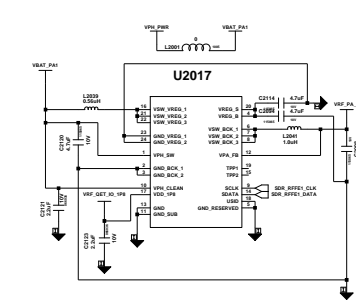 VPH_PWR
VBAT_PA1
L2001
0
VBAT_PA1
U2017
L2039
0.56uH
16 VSW_VREG_1
21 VSW_VREG_2
22 VSW_VREG_3
23 GND_VREG_1
24 GND_VREG_2
1 VPH_SW
2 GND_BCK_1
3 GND_BCK_2
10 VPH_CLEAN
17 VDD_1P8
13 GND
11 GND_SUB
VREG_S 20
VREG_B 4
VSW_BCK_1 6
VSW_BCK_2 7
VSW_BCK_3 8
VPA_FB 12
TPP1 19
TPP2 15
SCLK 9
SDATA 14
USID 18
GND_RESERVED 5
C2114 4.7uF
4.7uF
VRF_PA_
L2041
1.0uH
SDR_RFFE1_CLK
SDR_RFFE1_DATA
C2120
4.7uF
10V
VRF_QET_IO_1P8
C2121
2.2uF
10V
C2123
2.2uF
10V